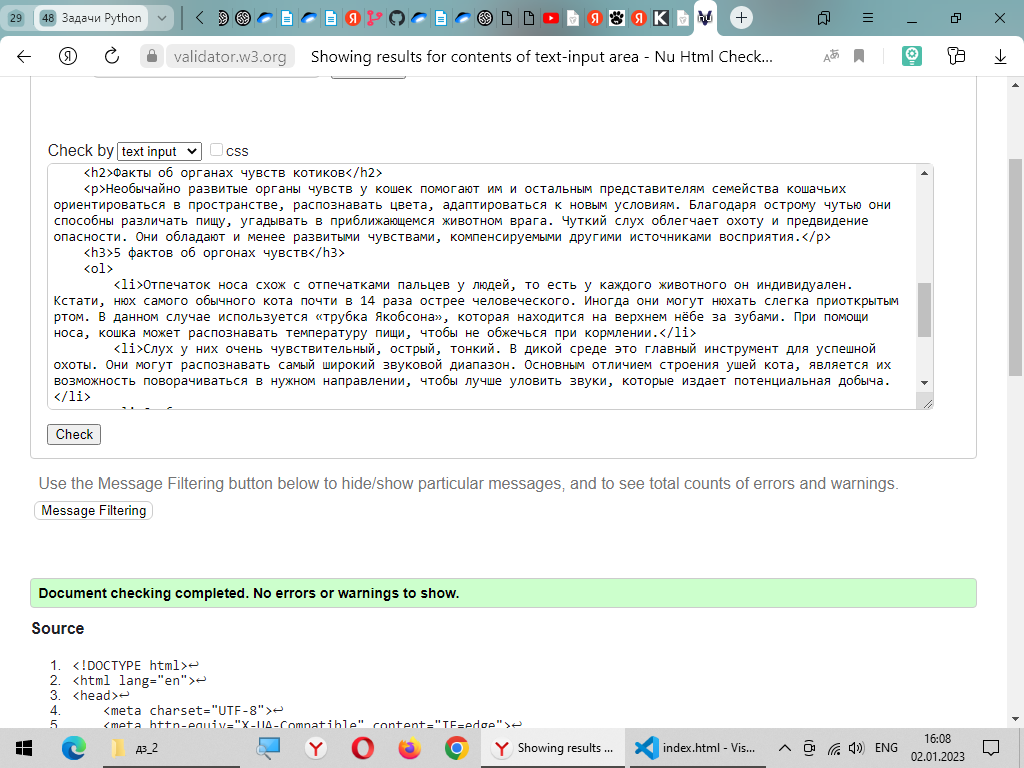 29 48 Задачи Python
validator.w3.org Showing results for contents of text-input area - Nu Html Check...
Check by text input css
<h2>Факты об органах чувств котиков</h2>
<p>Необычайно развитые органы чувств у кошек помогают им и остальным представителям семейства кошачьих
ориентироваться в пространстве, распознавать цвета, адаптироваться к новым условиям. Благодаря острому чутью они
способны различать пищу, угадывать в приближающемся животном врага. Чуткий слух облегчает охоту и предвидение
опасности. Они обладают и менее развитыми чувствами, компенсируемыми другими источниками восприятия.</p>
<h3>5 фактов об оргонах чувств</h3>
<ol>
<li>Отпечаток носа схож с отпечатками пальцев у людей, то есть у каждого животного он индивидуален.
Кстати, нюх самого обычного кота почти в 14 раза острее человеческого. Иногда они могут нюхать слегка приоткрытым
ртом. В данном случае используется «трубка Якобсона», которая находится на верхнем нёбе за зубами. При помощи
носа, кошка может распознавать температуру пищи, чтобы не обжечься при кормлении.</li>
<li>Слух у них очень чувствительный, острый, тонкий. В дикой среде это главный инструмент для успешной
охоты. Они могут распознавать самый широкий звуковой диапазон. Основным отличием строения ушей кота, является их
возможность поворачиваться в нужном направлении, чтобы лучше уловить звуки, которые издает потенциальная добыча.
</li>
Check
Use the Message Filtering button below to hide/show particular messages, and to see total counts of errors and warnings.
Message Filtering
Document checking completed. No errors or warnings to show.
Source
1. <!DOCTYPE html>↩
2. <html lang="en">↩
3. <head>↩
4. <meta charset="UTF-8">↩
5. <meta http-equiv="X-UA-Compatible" content="IE=edge">↩
дз_2 Showing results ... index.html - Vis... ENG 16:08
02.01.2023